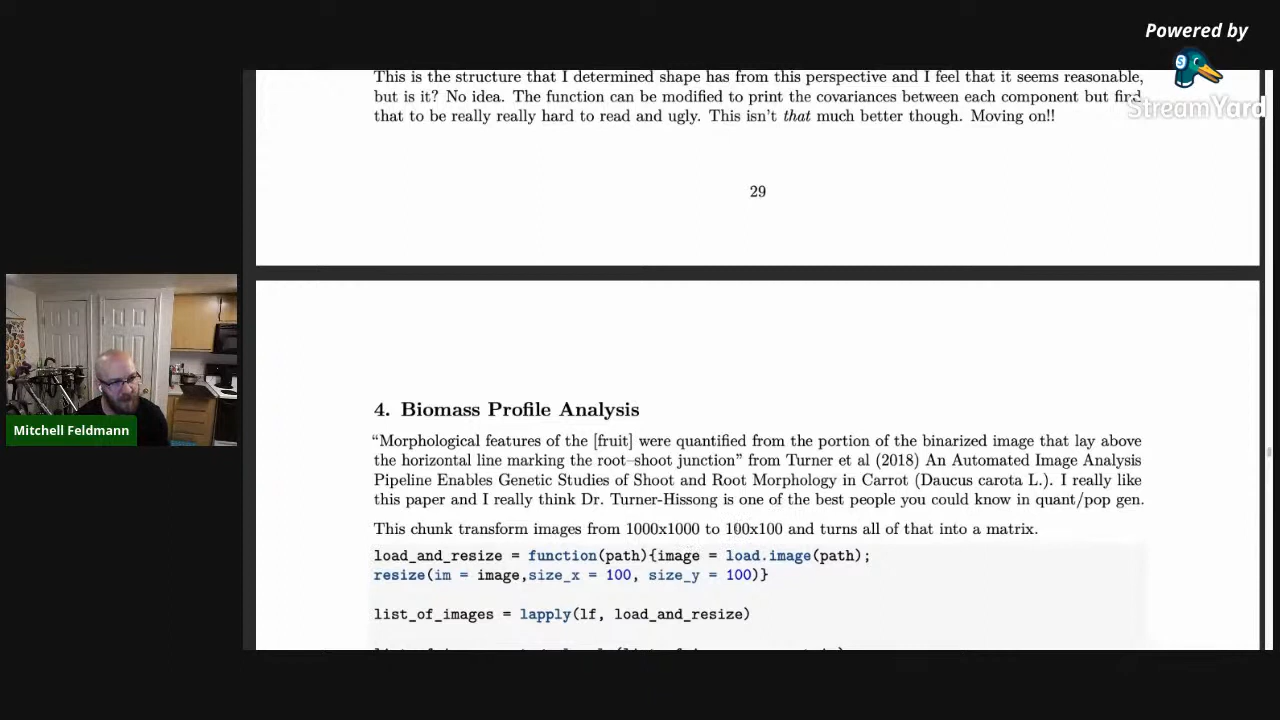 Powered by
StreamYard
This is the structure that I determined shape has from this perspective and I feel that it seems reasonable,
but is it? No idea. The function can be modified to print the covariances between each component but find
that to be really really hard to read and ugly. This isn't that much better though. Moving on!!
29
4. Biomass Profile Analysis
“Morphological features of the [fruit] were quantified from the portion of the binarized image that lay above
the horizontal line marking the root–shoot junction” from Turner et al (2018) An Automated Image Analysis
Pipeline Enables Genetic Studies of Shoot and Root Morphology in Carrot (Daucus carota L.). I really like
this paper and I really think Dr. Turner-Hissong is one of the best people you could know in quant/pop gen.
This chunk transform images from 1000x1000 to 100x100 and turns all of that into a matrix.
load_and_resize = function(path){image = load.image(path);
resize(im = image,size_x = 100, size_y = 100)}
list_of_images = lapply(lf, load_and_resize)
Mitchell Feldmann